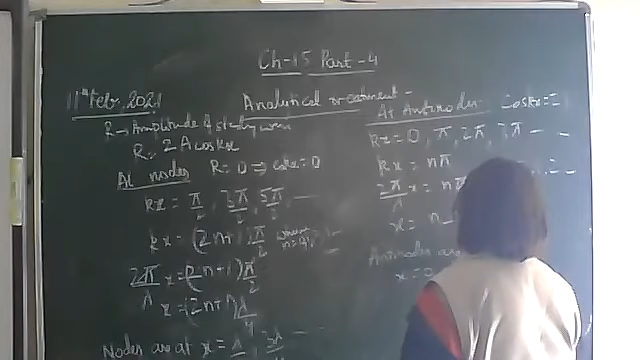 Ch-15 Part-4
11th Feb, 2021
Analytical treatment -
R → Amplitude of steady wave
R = 2A cos kx
At nodes R = 0 ⇒ cos kx = 0
kx = π/2, 3π/2, 5π/2, ---
kx = (2n+1) π/2 where
2π/λ x = (2n+1) π/2
x = (2n+1) λ/4
Nodes are at x = λ/4, 3λ/4 ---
At Antinodes - cos kx =
kx = 0, π, 2π, 3π ---
kx = nπ
2π/λ x = nπ
x = n
Antinodes are
x = 0